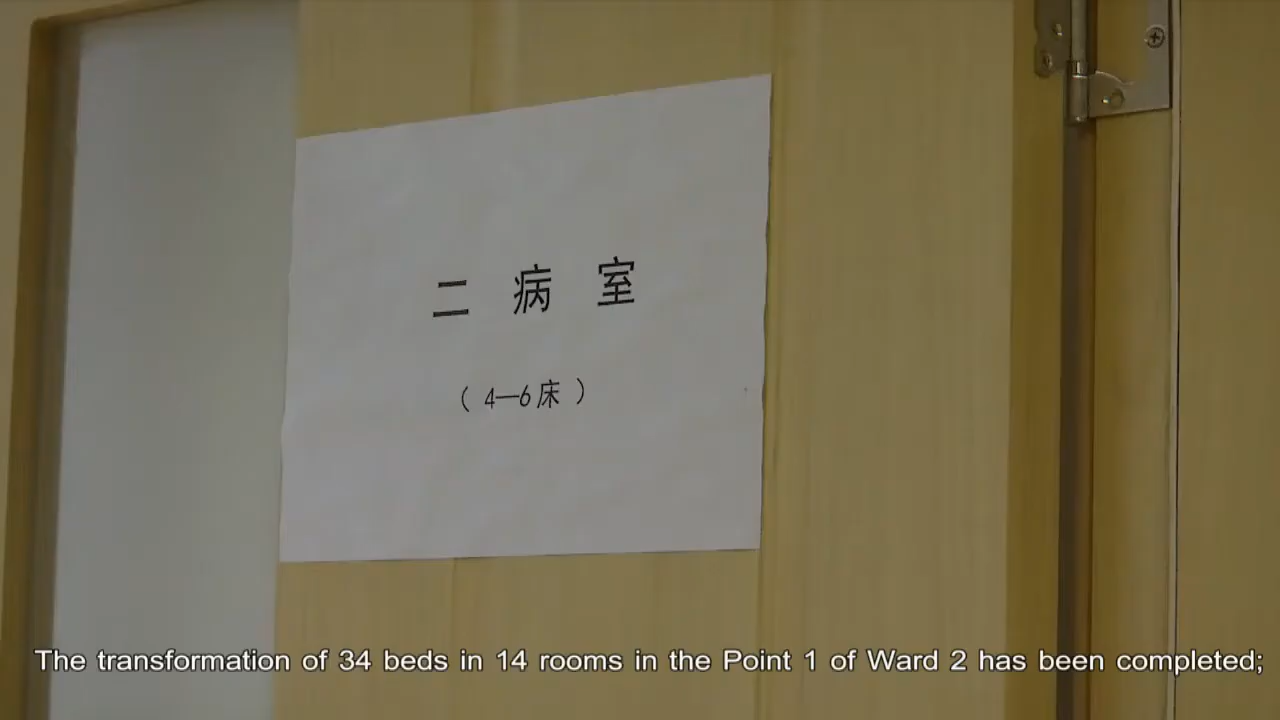 二 病 室
（ 4—6床 ）
The transformation of 34 beds in 14 rooms in the Point 1 of Ward 2 has been completed;